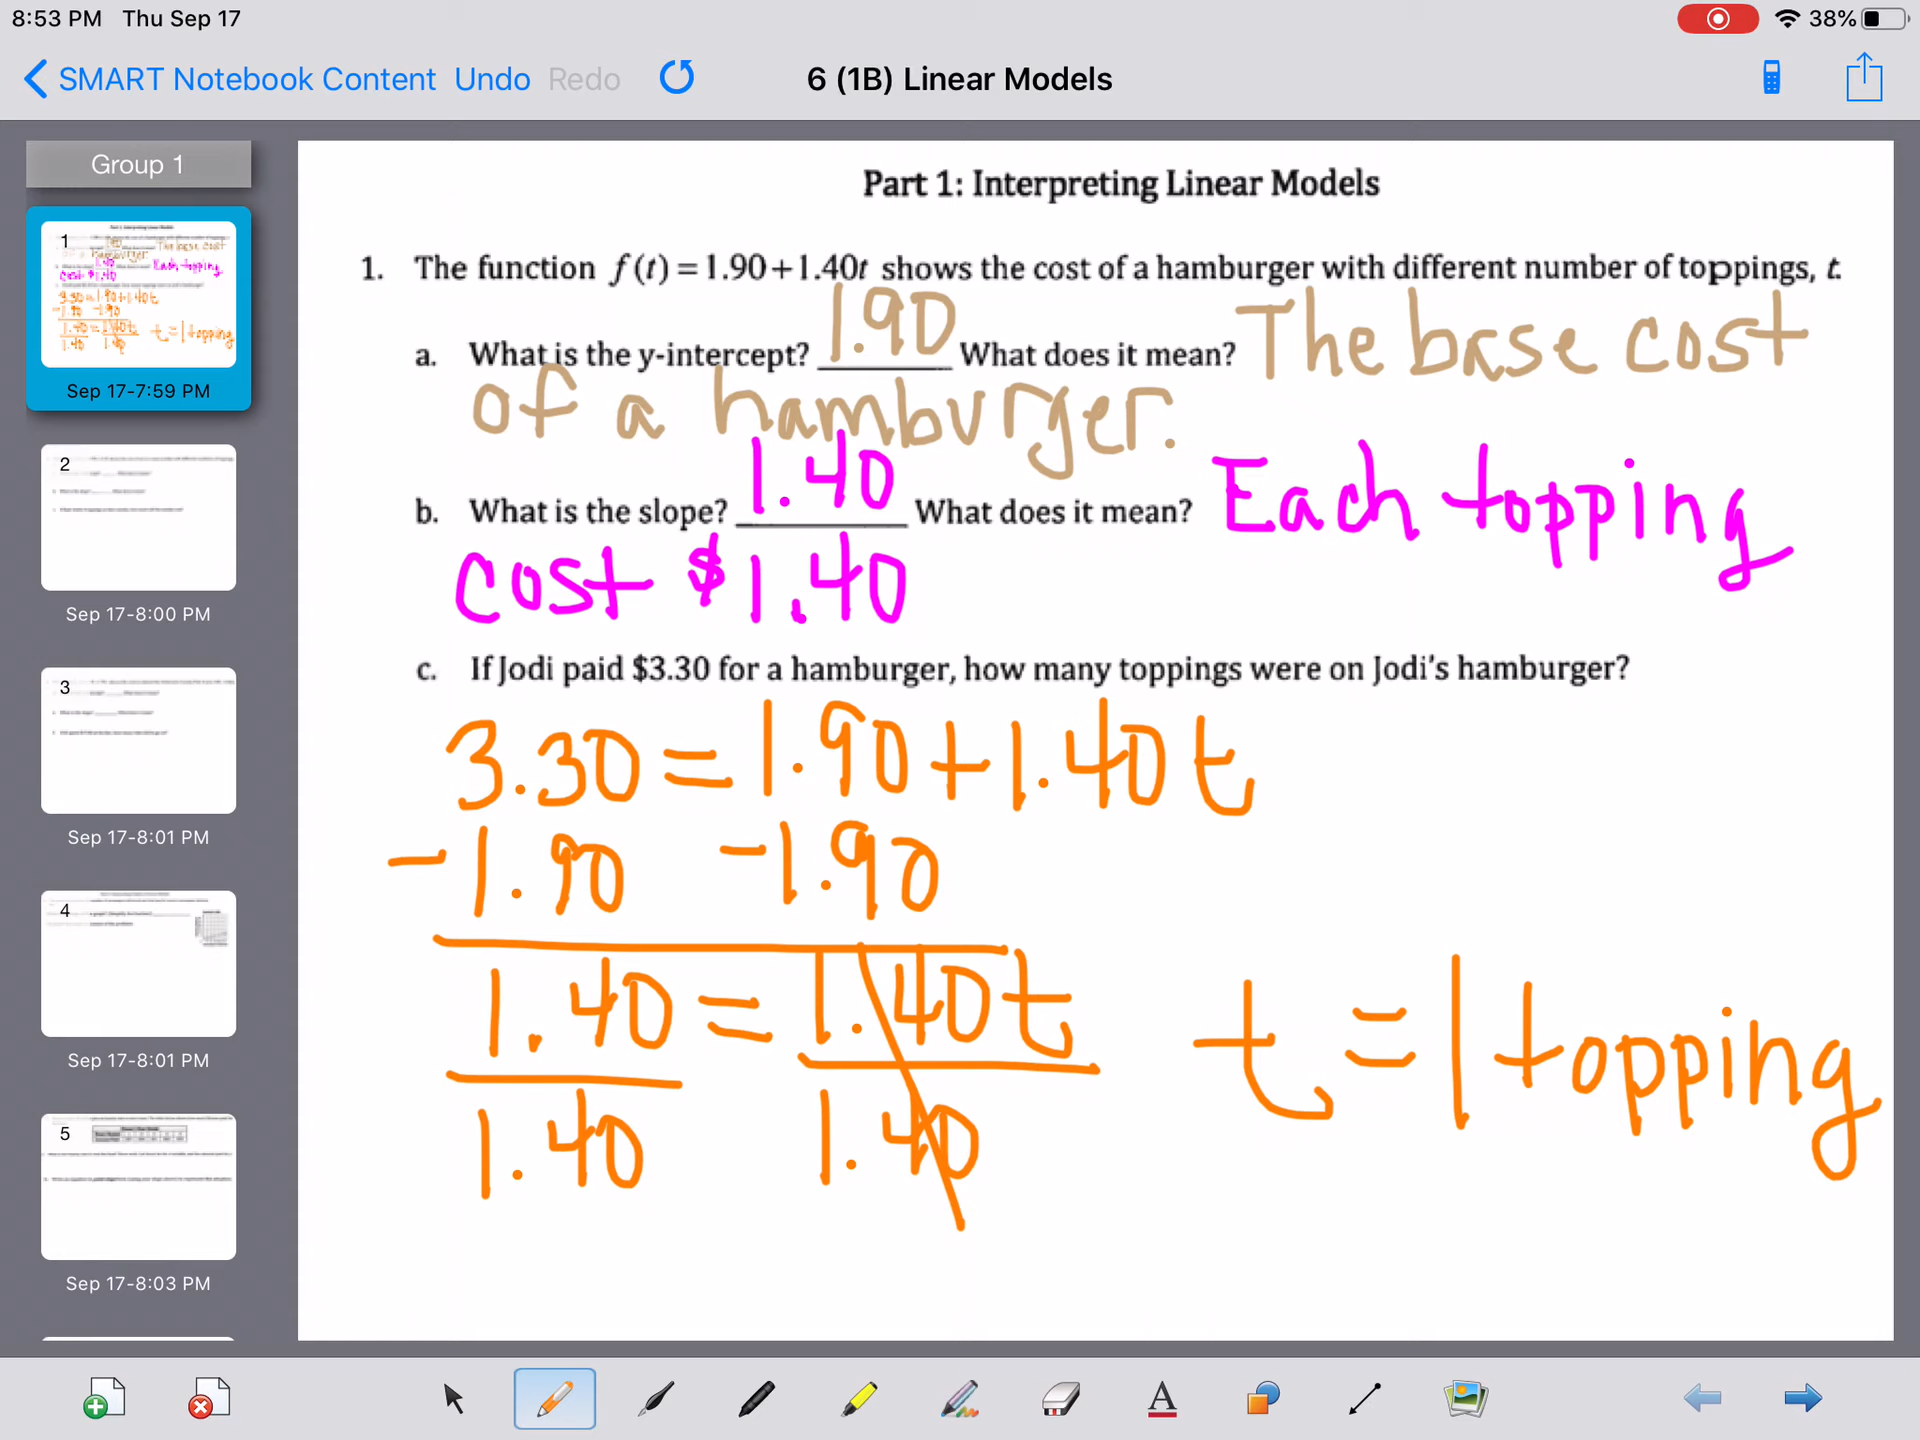 8:53 PM Thu Sep 17
38%
SMART Notebook Content Undo Redo
6 (1B) Linear Models
Group 1
1
Sep 17-7:59 PM
2
Sep 17-8:00 PM
3
Sep 17-8:01 PM
4
Sep 17-8:01 PM
5
Sep 17-8:03 PM
Part 1: Interpreting Linear Models
1. The function f(t) = 1.90+1.40t shows the cost of a hamburger with different number of toppings, t.
a. What is the y-intercept? 1.90 What does it mean? The base cost
of a hamburger.
b. What is the slope? 1.40 What does it mean? Each topping
cost $1.40
c. If Jodi paid $3.30 for a hamburger, how many toppings were on Jodi's hamburger?
3.30 = 1.90 + 1.40t
-1.90 -1.90
1.40 = 1.40t
1.40 1.40
t = 1 topping
A